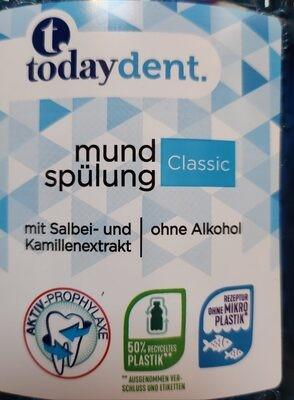 t.
todaydent.
mund
spülung
Classic
mit Salbei- und
Kamillenextrakt
ohne Alkohol
AKTIV-PROPHYLAXE
50% RECYCELTES
PLASTIK**
** AUSGENOMMEN VER-
SCHLUSS UND ETIKETTEN
REZEPTUR
OHNE MIKRO
PLASTIK*